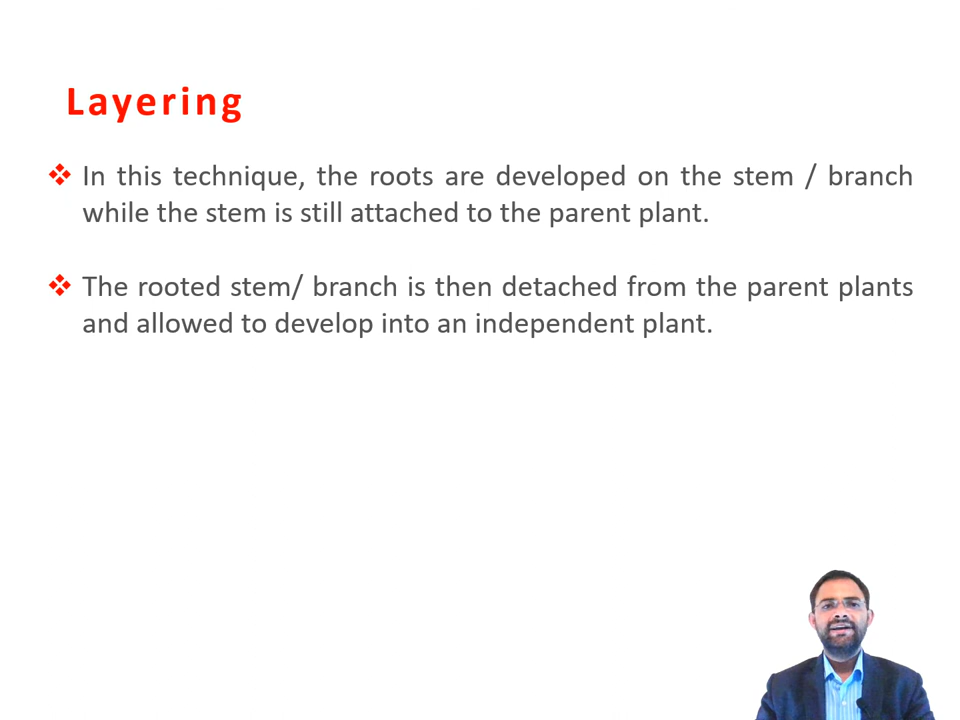 Layering
In this technique, the roots are developed on the stem / branch
while the stem is still attached to the parent plant.
The rooted stem/ branch is then detached from the parent plants
and allowed to develop into an independent plant.